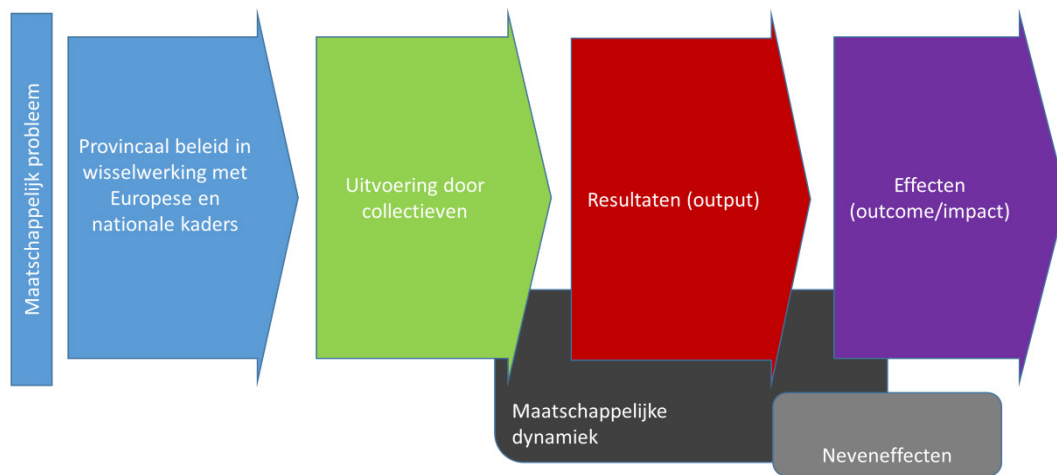 Maatschappelijk probleem
Provincaal beleid in
wisselwerking met
Europese en
nationale kaders
Uitvoering door
collectieven
Resultaten (output)
Effecten
(outcome/impact)
Maatschappelijke
dynamiek
Neveneffecten